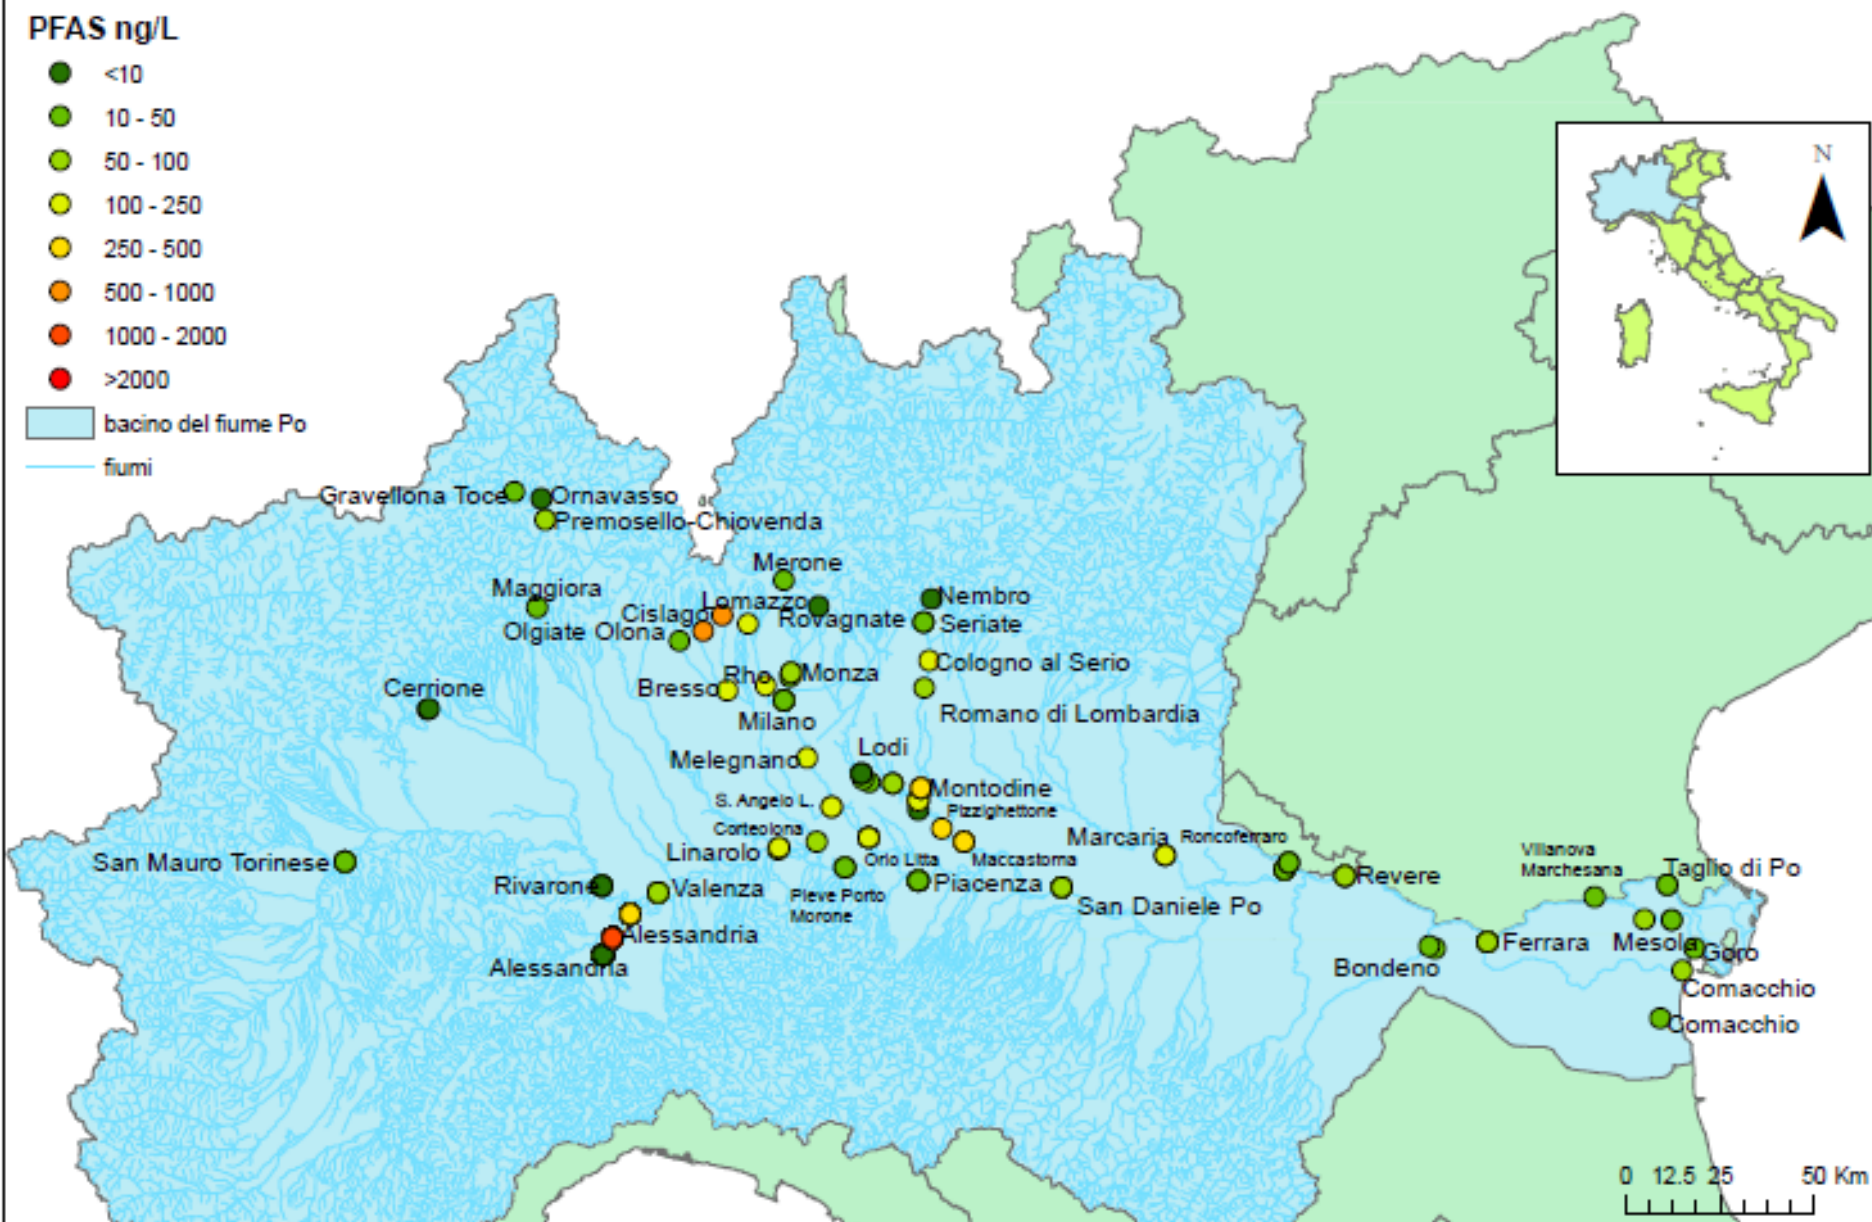 PFAS ng/L
<10
10 - 50
50 - 100
100 - 250
250 - 500
500 - 1000
1000 - 2000
>2000
bacino del fiume Po
fiumi
N
Gravellona Toce
Ornavasso
Premosello-Chiovenda
Merone
Maggiora
Lomazzo
Nembro
Cislago
Rovagnate
Seriate
Olgiate Olona
Cologno al Serio
Rho
Monza
Cerrione
Bresso
Romano di Lombardia
Milano
Lodi
Melegnano
Montodine
S. Angelo L.
Pizzighettone
Corteolona
Marcaria
Roncoferraro
Linarolo
Orio Litta
Maccastorna
Villanova
Marchesana
San Mauro Torinese
Taglio di Po
Revere
Rivarone
Valenza
Piacenza
Pieve Porto
Morone
San Daniele Po
Alessandria
Ferrara
Mesola
Goro
Alessandria
Bondeno
Comacchio
Comacchio
0 12.5 25 50 Km